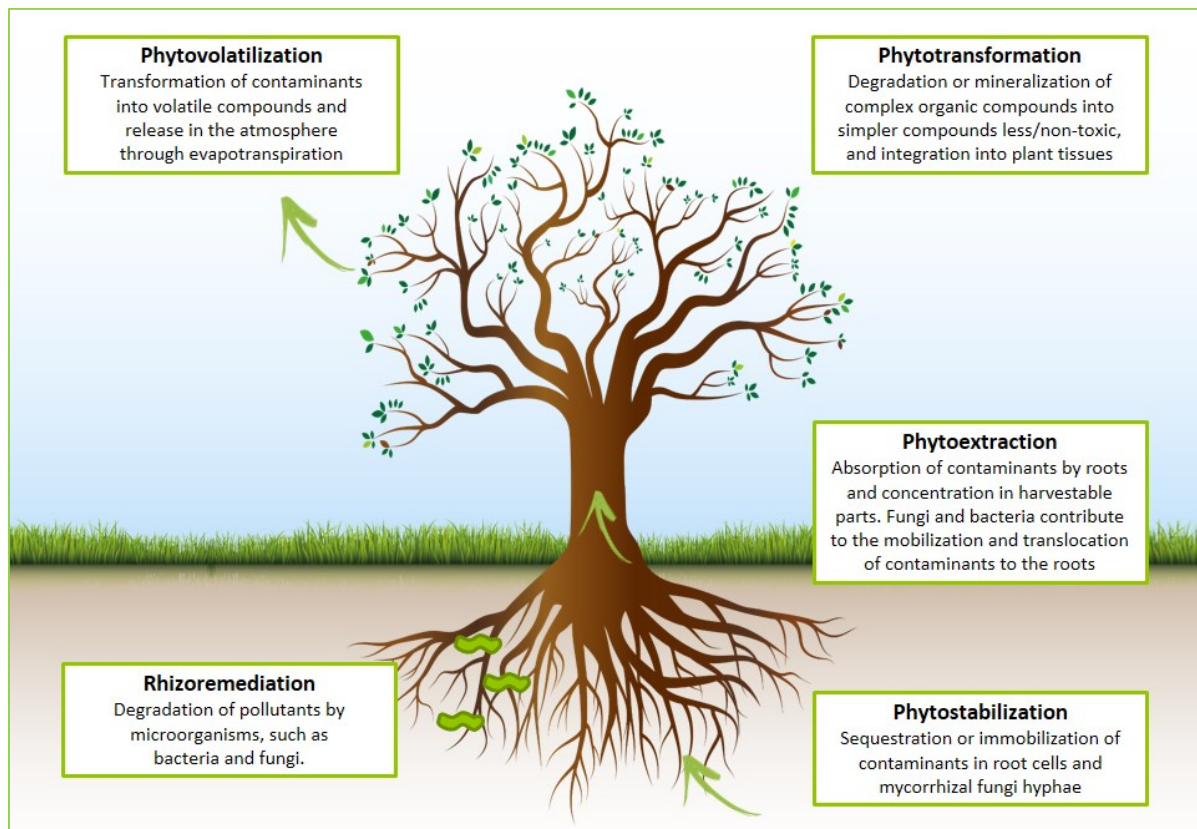 Phytovolatilization
Transformation of contaminants
into volatile compounds and
release in the atmosphere
through evapotranspiration
Phytotransformation
Degradation or mineralization of
complex organic compounds into
simpler compounds less/non-toxic,
and integration into plant tissues
Phytoextraction
Absorption of contaminants by roots
and concentration in harvestable
parts. Fungi and bacteria contribute
to the mobilization and translocation
of contaminants to the roots
Rhizoremediation
Degradation of pollutants by
microorganisms, such as
bacteria and fungi.
Phytostabilization
Sequestration or immobilization of
contaminants in root cells and
mycorrhizal fungi hyphae